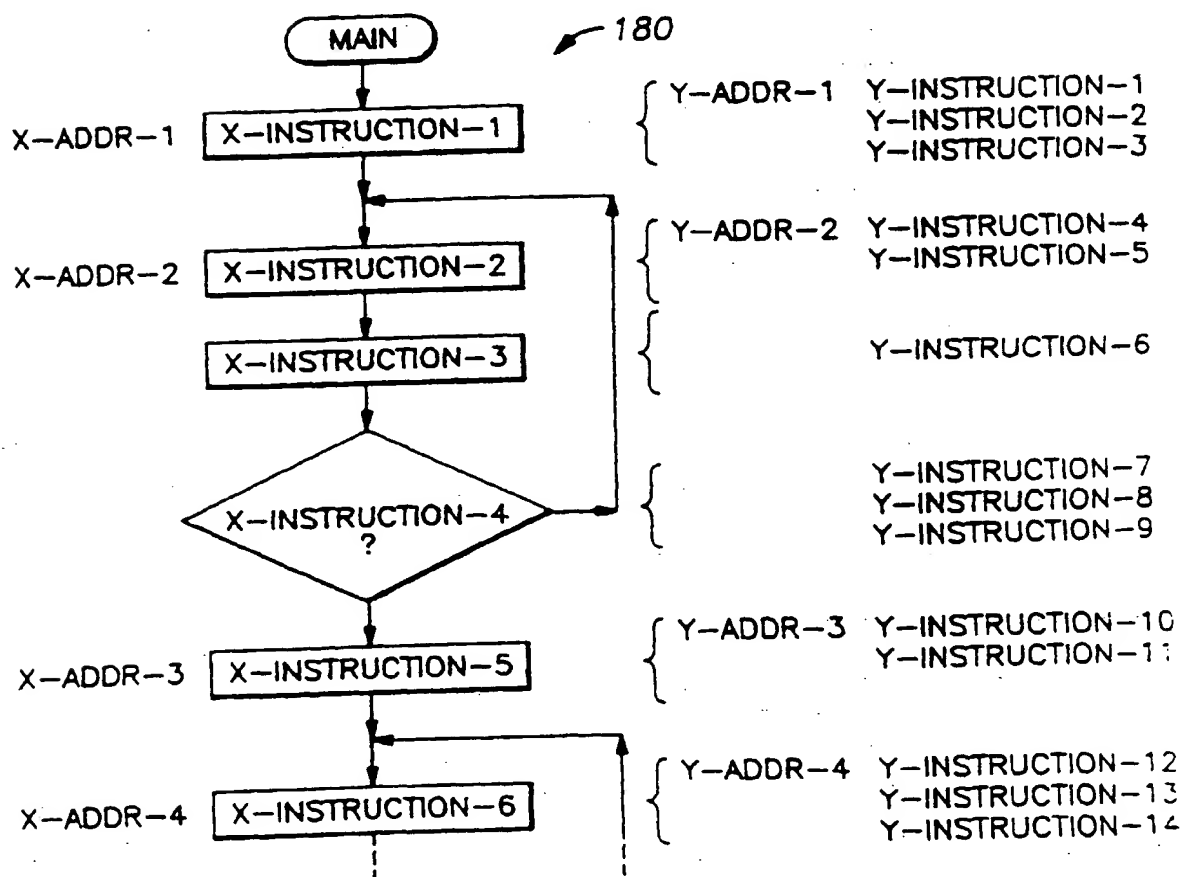 MAIN
180
X-ADDR-1 X-INSTRUCTION-1 Y-ADDR-1 Y-INSTRUCTION-1
Y-INSTRUCTION-2
Y-INSTRUCTION-3
X-ADDR-2 X-INSTRUCTION-2 Y-ADDR-2 Y-INSTRUCTION-4
Y-INSTRUCTION-5
X-INSTRUCTION-3 Y-INSTRUCTION-6
X-INSTRUCTION-4
?
Y-INSTRUCTION-7
Y-INSTRUCTION-8
Y-INSTRUCTION-9
X-ADDR-3 X-INSTRUCTION-5 Y-ADDR-3 Y-INSTRUCTION-10
Y-INSTRUCTION-11
X-ADDR-4 X-INSTRUCTION-6 Y-ADDR-4 Y-INSTRUCTION-12
Y-INSTRUCTION-13
Y-INSTRUCTION-14